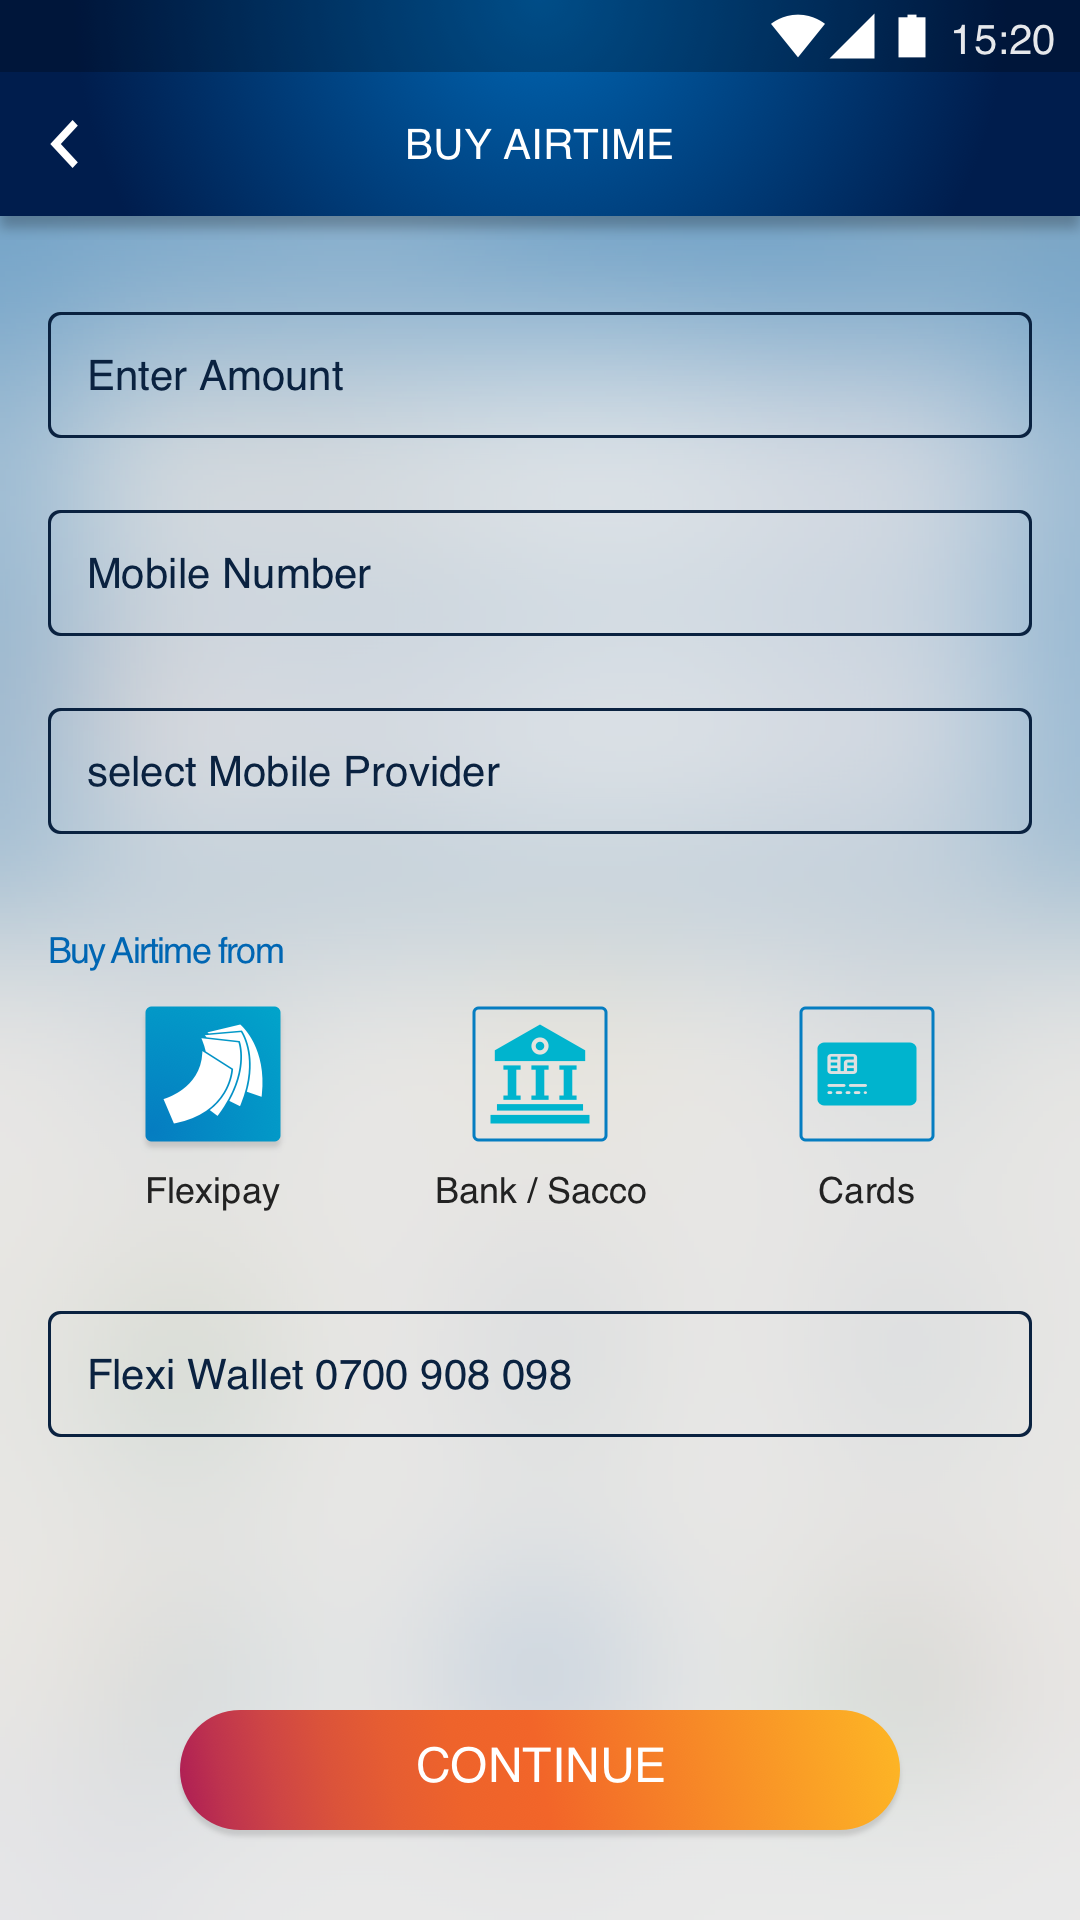 15:20
BUY AIRTIME
Enter Amount
Mobile Number
select Mobile Provider
Buy Airtime from
Flexipay
Bank / Sacco
Cards
Flexi Wallet 0700 908 098
CONTINUE